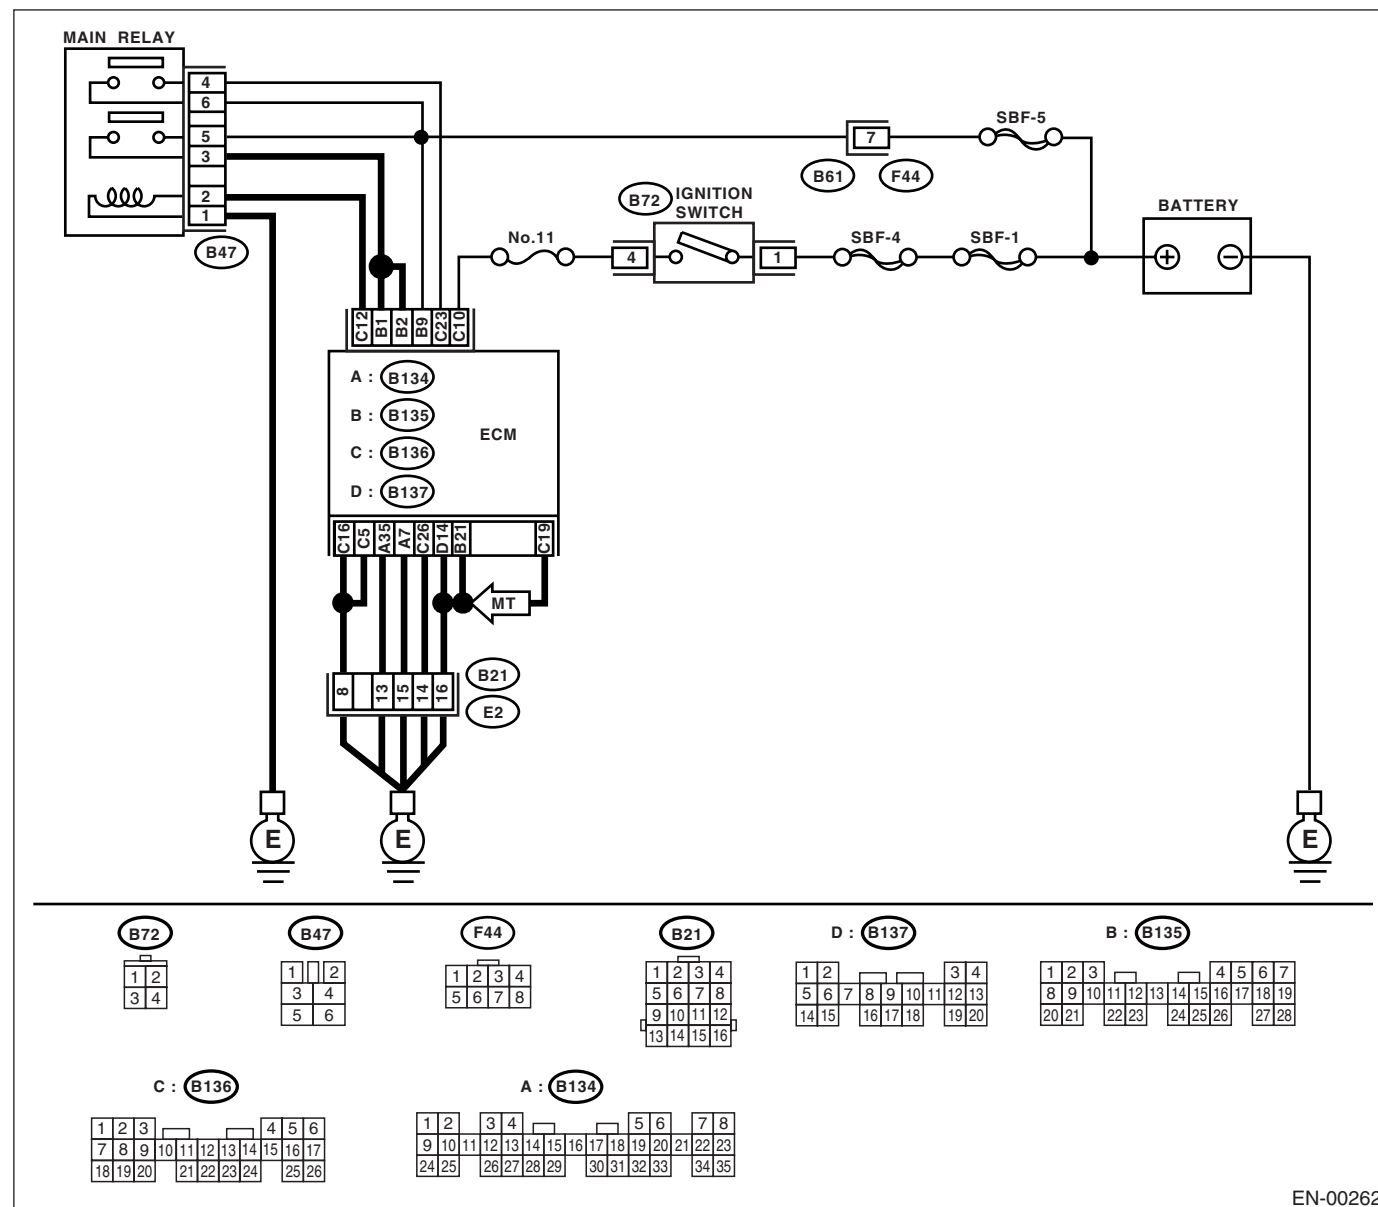 MAIN RELAY
4
6
5
3
2
1
B47
SBF-5
7
B61 F44
B72 IGNITION
SWITCH
BATTERY
No.11
4
1
SBF-4
SBF-1
+ −
C12 B1 B2 B9 C23 C10
A : B134
B : B135
C : B136
D : B137
ECM
C16 C5 A35 A7 C26 D14 B21 C19
MT
8 13 15 14 16
B21
E2
E E E
B72
1 2
3 4
B47
1 2
3 4
5 6
F44
1 2 3 4
5 6 7 8
B21
1 2 3 4
5 6 7 8
9 10 11 12
13 14 15 16
D : B137
1 2 3 4
5 6 7 8 9 10 11 12 13
14 15 16 17 18 19 20
B : B135
1 2 3 4 5 6 7
8 9 10 11 12 13 14 15 16 17 18 19
20 21 22 23 24 25 26 27 28
C : B136
1 2 3 4 5 6
7 8 9 10 11 12 13 14 15 16 17
18 19 20 21 22 23 24 25 26
A : B134
1 2 3 4 5 6 7 8
9 10 11 12 13 14 15 16 17 18 19 20 21 22 23
24 25 26 27 28 29 30 31 32 33 34 35
EN-00262